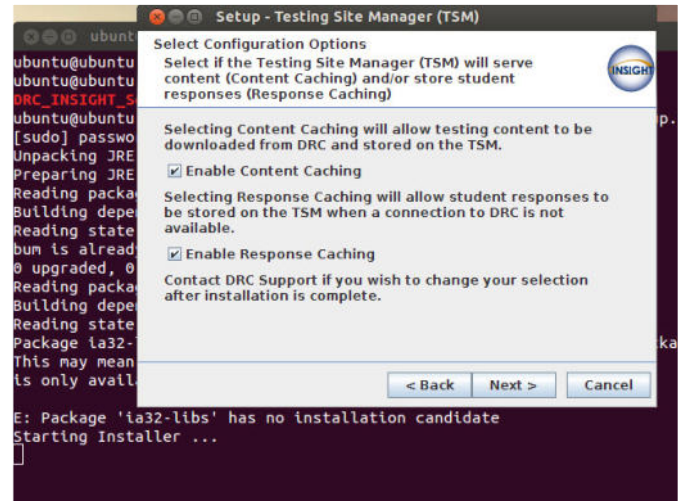 Setup - Testing Site Manager (TSM)
ubunt
Select Configuration Options
Select if the Testing Site Manager (TSM) will serve
content (Content Caching) and/or store student
responses (Response Caching)
INSIGHT
Selecting Content Caching will allow testing content to be
downloaded from DRC and stored on the TSM.
Enable Content Caching
Selecting Response Caching will allow student responses to
be stored on the TSM when a connection to DRC is not
available.
Enable Response Caching
Contact DRC Support if you wish to change your selection
after installation is complete.
< Back Next > Cancel
ubuntu@ubuntu
ubuntu@ubuntu
DRC_INSIGHT_S
ubuntu@ubuntu p.
[sudo] passwo
Unpacking JRE
Preparing JRE
Reading packa
Building depe
Reading state
bum is alread
0 upgraded, 0
Reading packa
Building depe
Reading state
Package ia32- ka
This may mean
is only avail
E: Package 'ia32-libs' has no installation candidate
Starting Installer ...